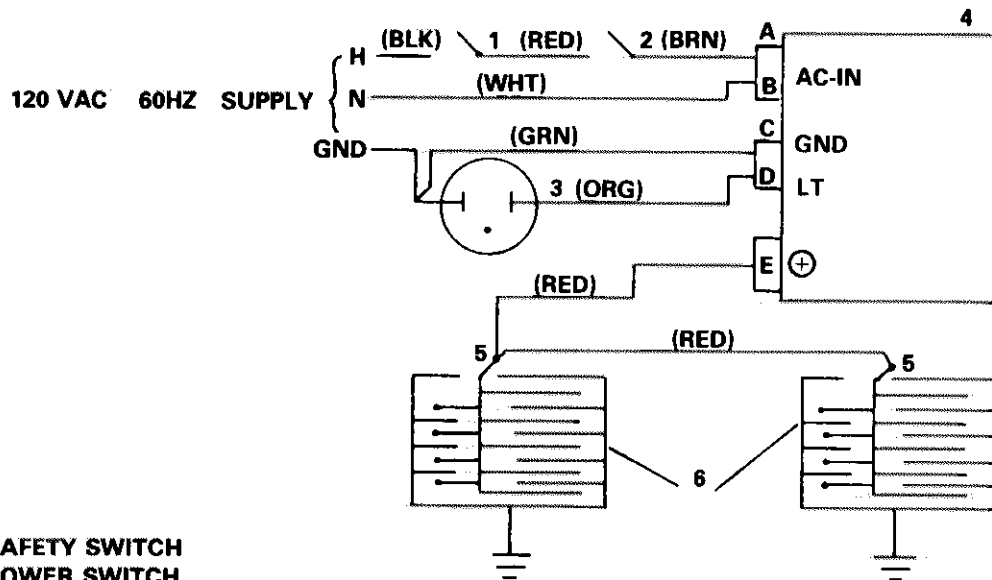 4
(BLK) 1 (RED) 2 (BRN) A
H
120 VAC 60HZ SUPPLY N (WHT) B AC-IN
GND (GRN) C GND
3 (ORG) D LT
E +
(RED)
(RED)
5 5
6
AFETY SWITCH
OWER SWITCH